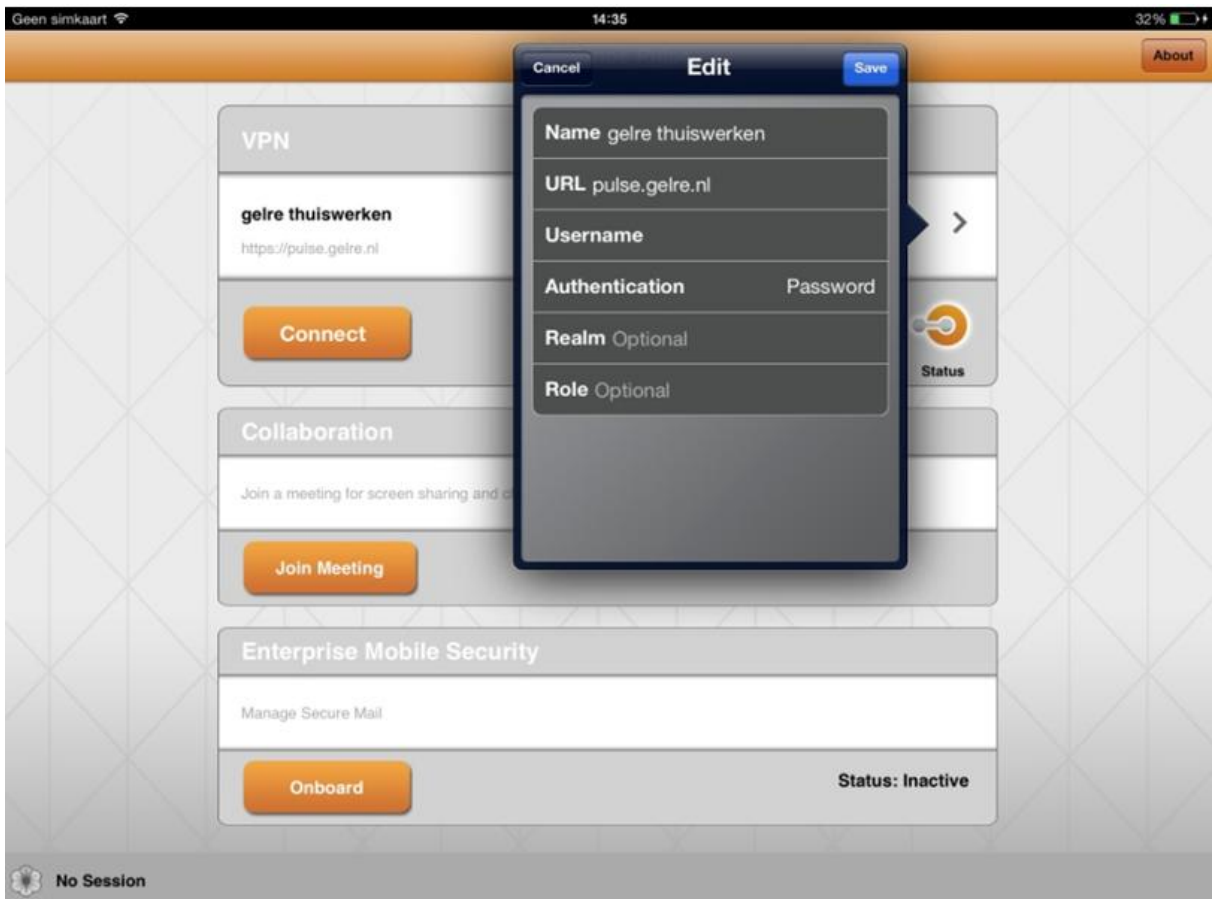 Geen simkaart 14:35 32%
About
Cancel Edit Save
Name gelre thuiswerken
URL pulse.gelre.nl
Username
Authentication Password
Realm Optional
Role Optional
VPN
gelre thuiswerken
https://pulse.gelre.nl
Connect
Status
Collaboration
Join a meeting for screen sharing and
Join Meeting
Enterprise Mobile Security
Manage Secure Mail
Onboard
Status: Inactive
No Session